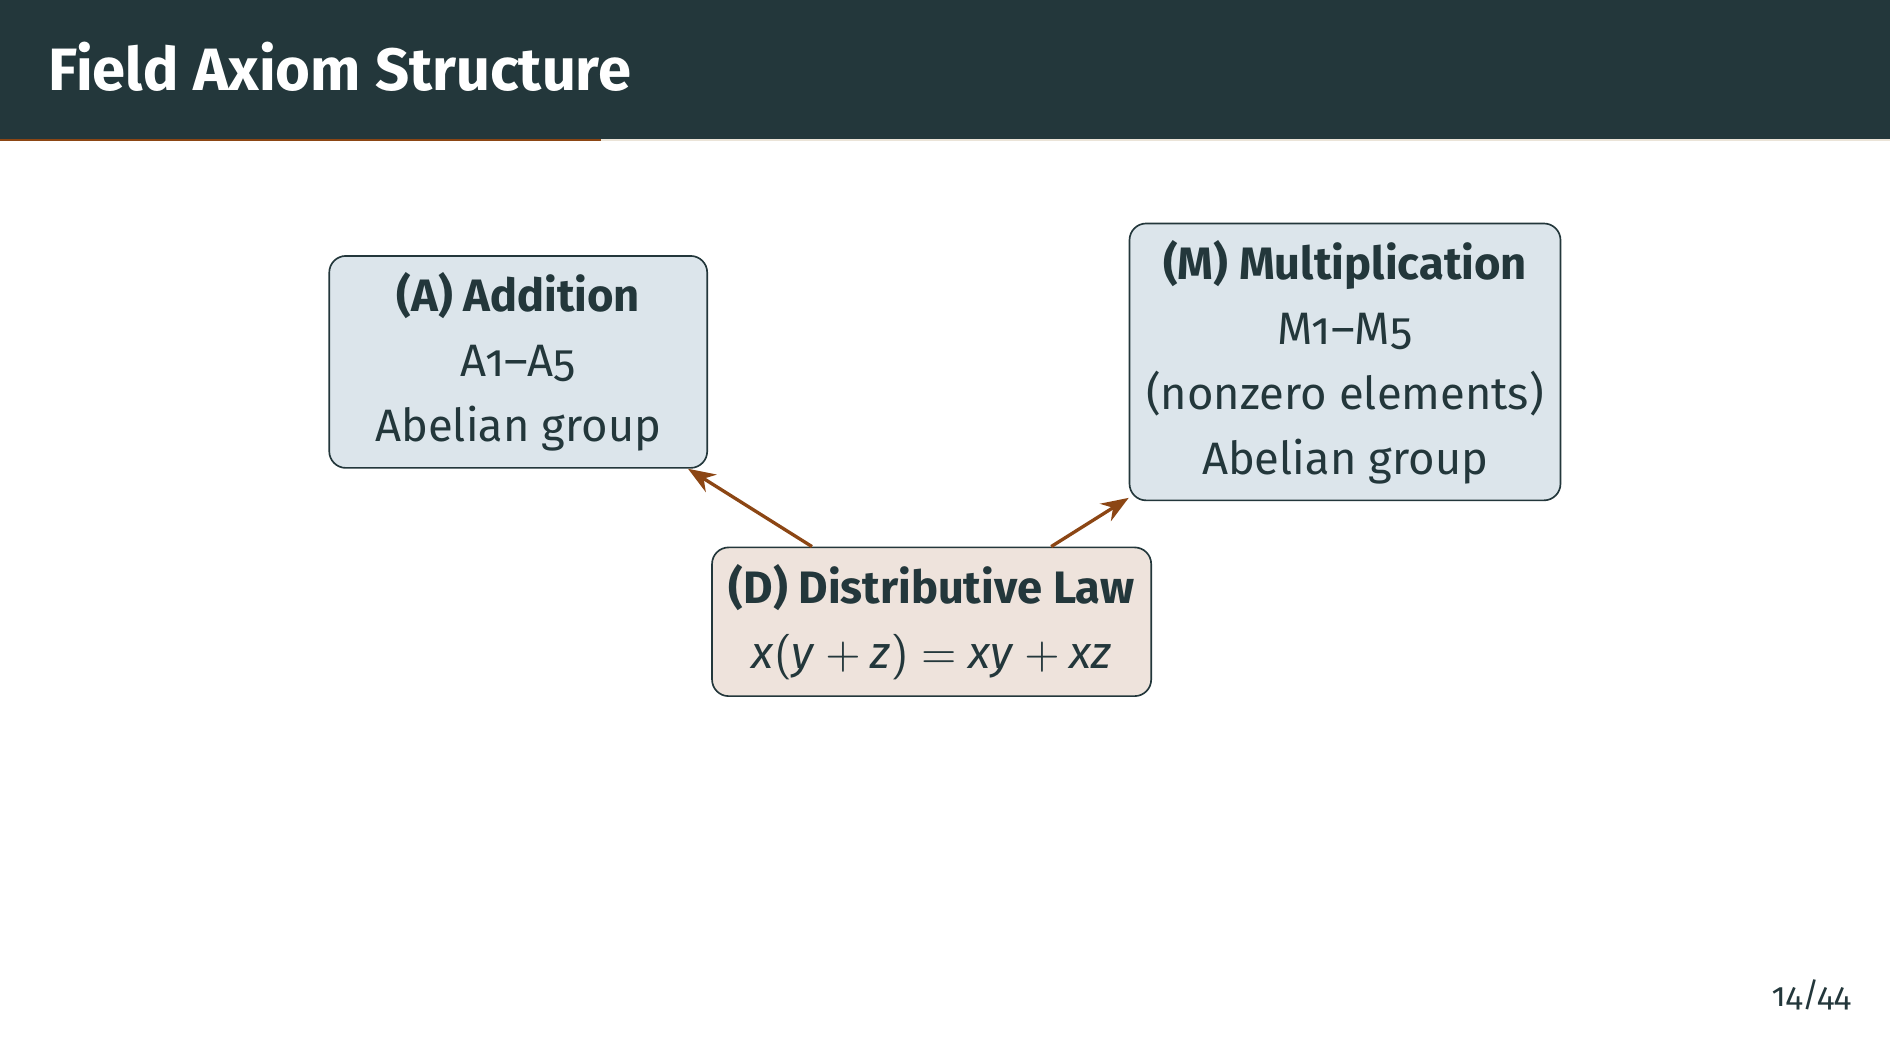 Field Axiom Structure
(A) Addition
A1–A5
Abelian group
(M) Multiplication
M1–M5
(nonzero elements)
Abelian group
(D) Distributive Law
x(y + z) = xy + xz
14/44